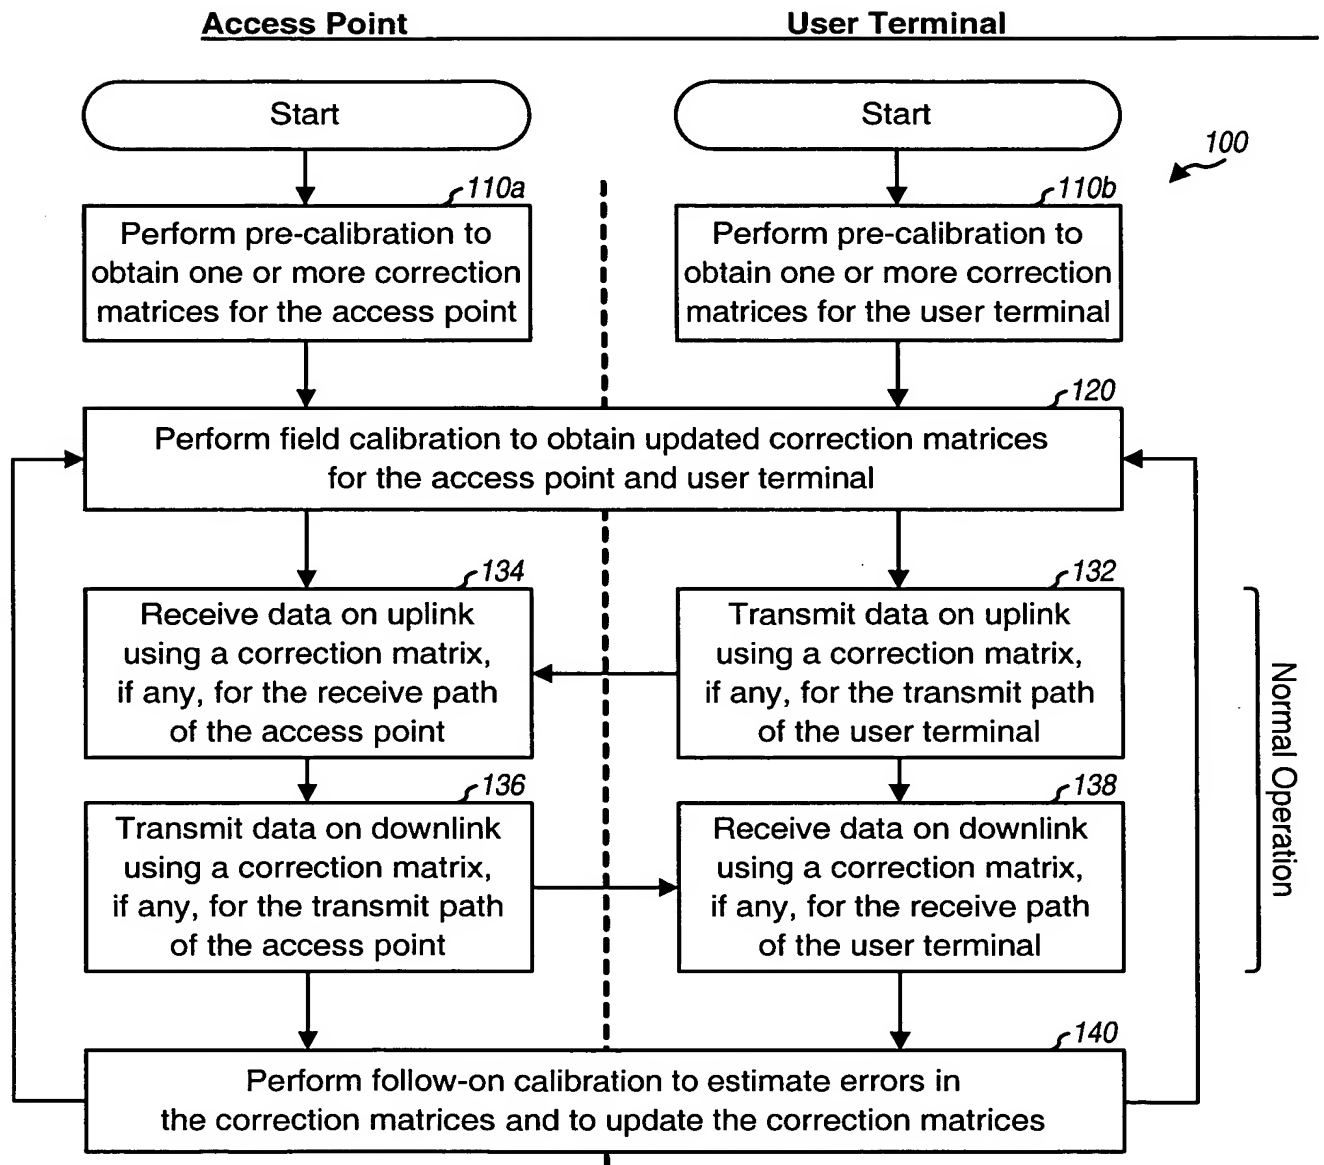 Access Point
User Terminal
Start
Start
100
110a
110b
Perform pre-calibration to
obtain one or more correction
matrices for the access point
Perform pre-calibration to
obtain one or more correction
matrices for the user terminal
120
Perform field calibration to obtain updated correction matrices
for the access point and user terminal
134
132
Receive data on uplink
using a correction matrix,
if any, for the receive path
of the access point
Transmit data on uplink
using a correction matrix,
if any, for the transmit path
of the user terminal
Normal Operation
136
138
Transmit data on downlink
using a correction matrix,
if any, for the transmit path
of the access point
Receive data on downlink
using a correction matrix,
if any, for the receive path
of the user terminal
140
Perform follow-on calibration to estimate errors in
the correction matrices and to update the correction matrices